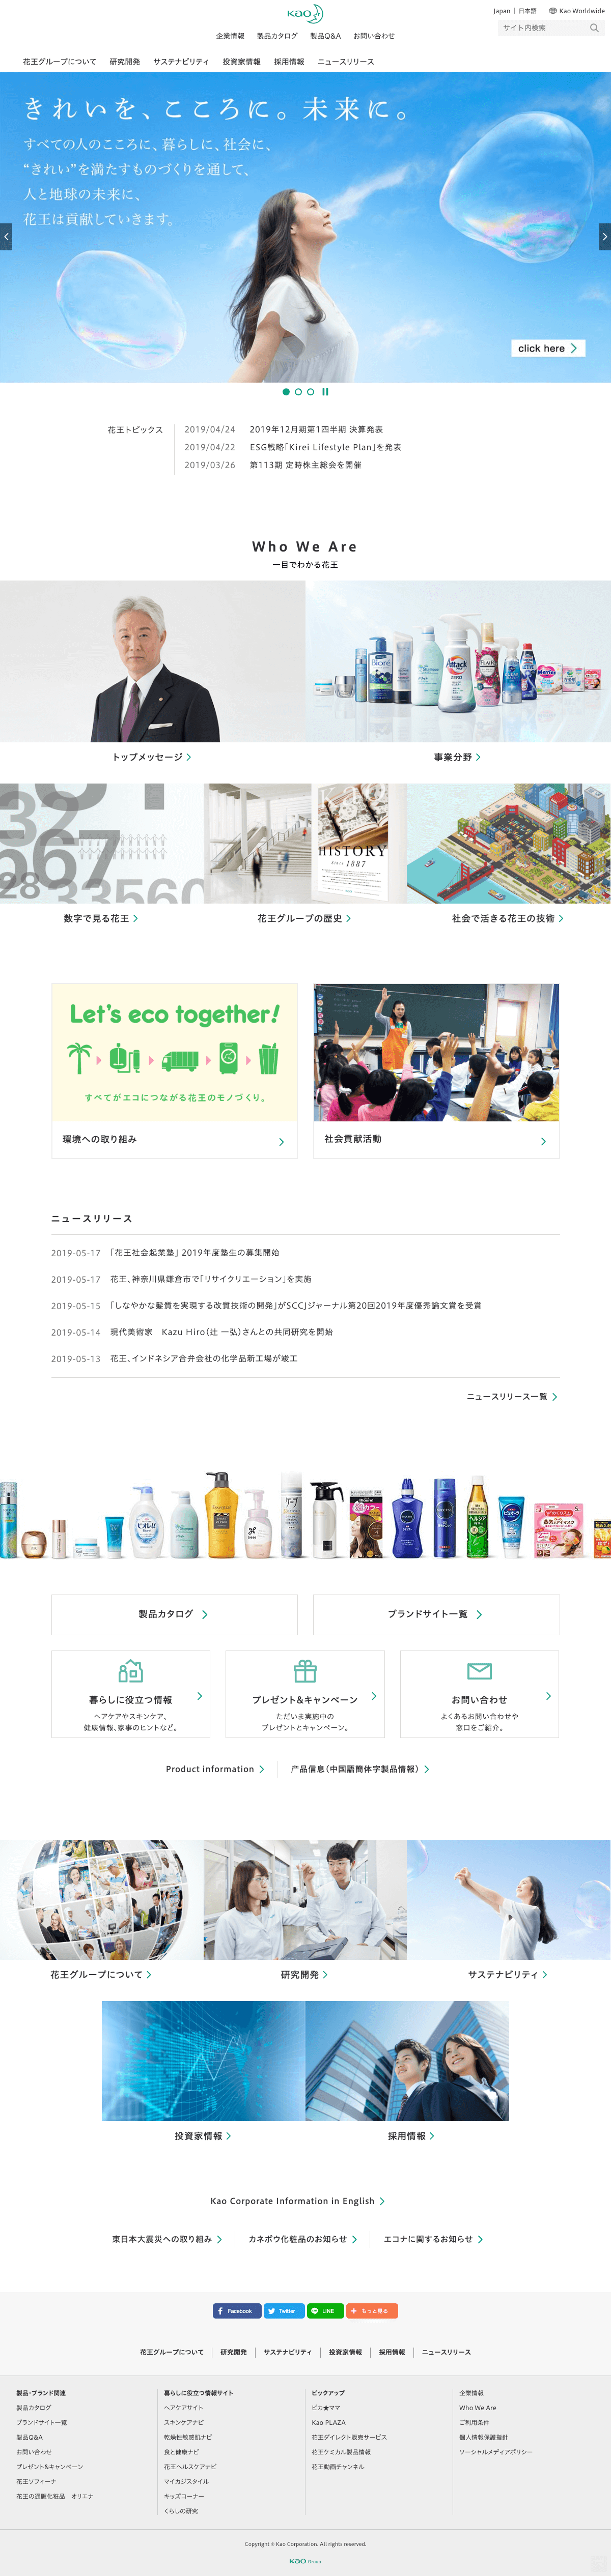 Kao
Japan | 日本語
Kao Worldwide
サイト内検索
企業情報 製品カタログ 製品Q&A お問い合わせ
花王グループについて 研究開発 サステナビリティ 投資家情報 採用情報 ニュースリリース
きれいを、こころに。未来に。
すべての人のこころに、暮らしに、社会に、
“きれい”を満たすものづくりを通して、
人と地球の未来に、
花王は貢献していきます。
click here
花王トピックス
2019/04/24 2019年12月期第1四半期 決算発表
2019/04/22 ESG戦略「Kirei Lifestyle Plan」を発表
2019/03/26 第113期 定時株主総会を開催
Who We Are
一目でわかる花王
Bioré
Attack
ZERO
Merries
トップメッセージ
事業分野
HISTORY
SINCE 1887
数字で見る花王
花王グループの歴史
社会で活きる花王の技術
Let's eco together!
すべてがエコにつながる花王のモノづくり。
環境への取り組み
社会貢献活動
ニュースリリース
2019-05-17 「花王社会起業塾」 2019年度塾生の募集開始
2019-05-17 花王、神奈川県鎌倉市で「リサイクリエーション」を実施
2019-05-15 「しなやかな髪質を実現する改質技術の開発」がSCCJジャーナル第20回2019年度優秀論文賞を受賞
2019-05-14 現代美術家　Kazu Hiro（辻 一弘）さんとの共同研究を開始
2019-05-13 花王、インドネシア合弁会社の化学品新工場が竣工
ニュースリリース一覧
製品カタログ
ブランドサイト一覧
暮らしに役立つ情報
ヘアケアやスキンケア、
健康情報、家事のヒントなど。
プレゼント&キャンペーン
ただいま実施中の
プレゼントとキャンペーン。
お問い合わせ
よくあるお問い合わせや
窓口をご紹介。
Product information
产品信息（中国語簡体字製品情報）
花王グループについて
研究開発
サステナビリティ
投資家情報
採用情報
Kao Corporate Information in English
東日本大震災への取り組み
カネボウ化粧品のお知らせ
エコナに関するお知らせ
Facebook
Twitter
LINE
もっと見る
花王グループについて | 研究開発 | サステナビリティ | 投資家情報 | 採用情報 | ニュースリリース
製品・ブランド関連
製品カタログ
ブランドサイト一覧
製品Q&A
お問い合わせ
プレゼント&キャンペーン
花王ソフィーナ
花王の通販化粧品　オリエナ
暮らしに役立つ情報サイト
ヘアケアサイト
スキンケアナビ
乾燥性敏感肌ナビ
食と健康ナビ
花王ヘルスケアナビ
マイカジスタイル
キッズコーナー
くらしの研究
ピックアップ
ピカ★ママ
Kao PLAZA
花王ダイレクト販売サービス
花王ケミカル製品情報
花王動画チャンネル
企業情報
Who We Are
ご利用条件
個人情報保護指針
ソーシャルメディアポリシー
Copyright © Kao Corporation. All rights reserved.
Kao Group